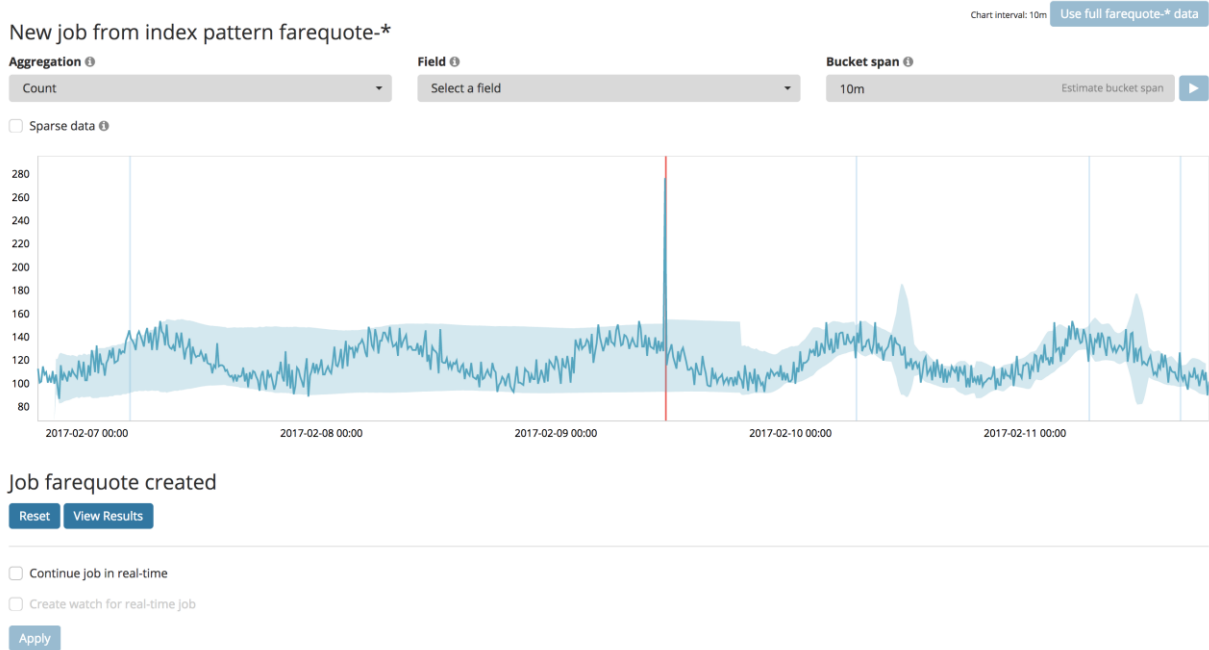 Chart interval: 10m Use full farequote-* data
New job from index pattern farequote-*
Aggregation Field Bucket span
Count Select a field 10m Estimate bucket span
Sparse data
280
260
240
220
200
180
160
140
120
100
80
2017-02-07 00:00 2017-02-08 00:00 2017-02-09 00:00 2017-02-10 00:00 2017-02-11 00:00
Job farequote created
Reset View Results
Continue job in real-time
Create watch for real-time job
Apply